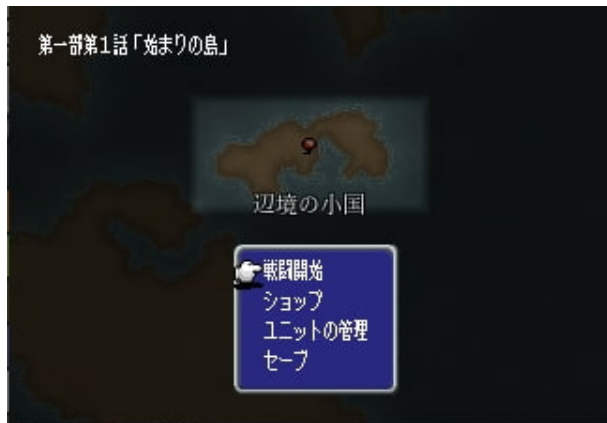 第一部第１話「始まりの島」
辺境の小国
戦闘開始
ショップ
ユニットの管理
セーブ